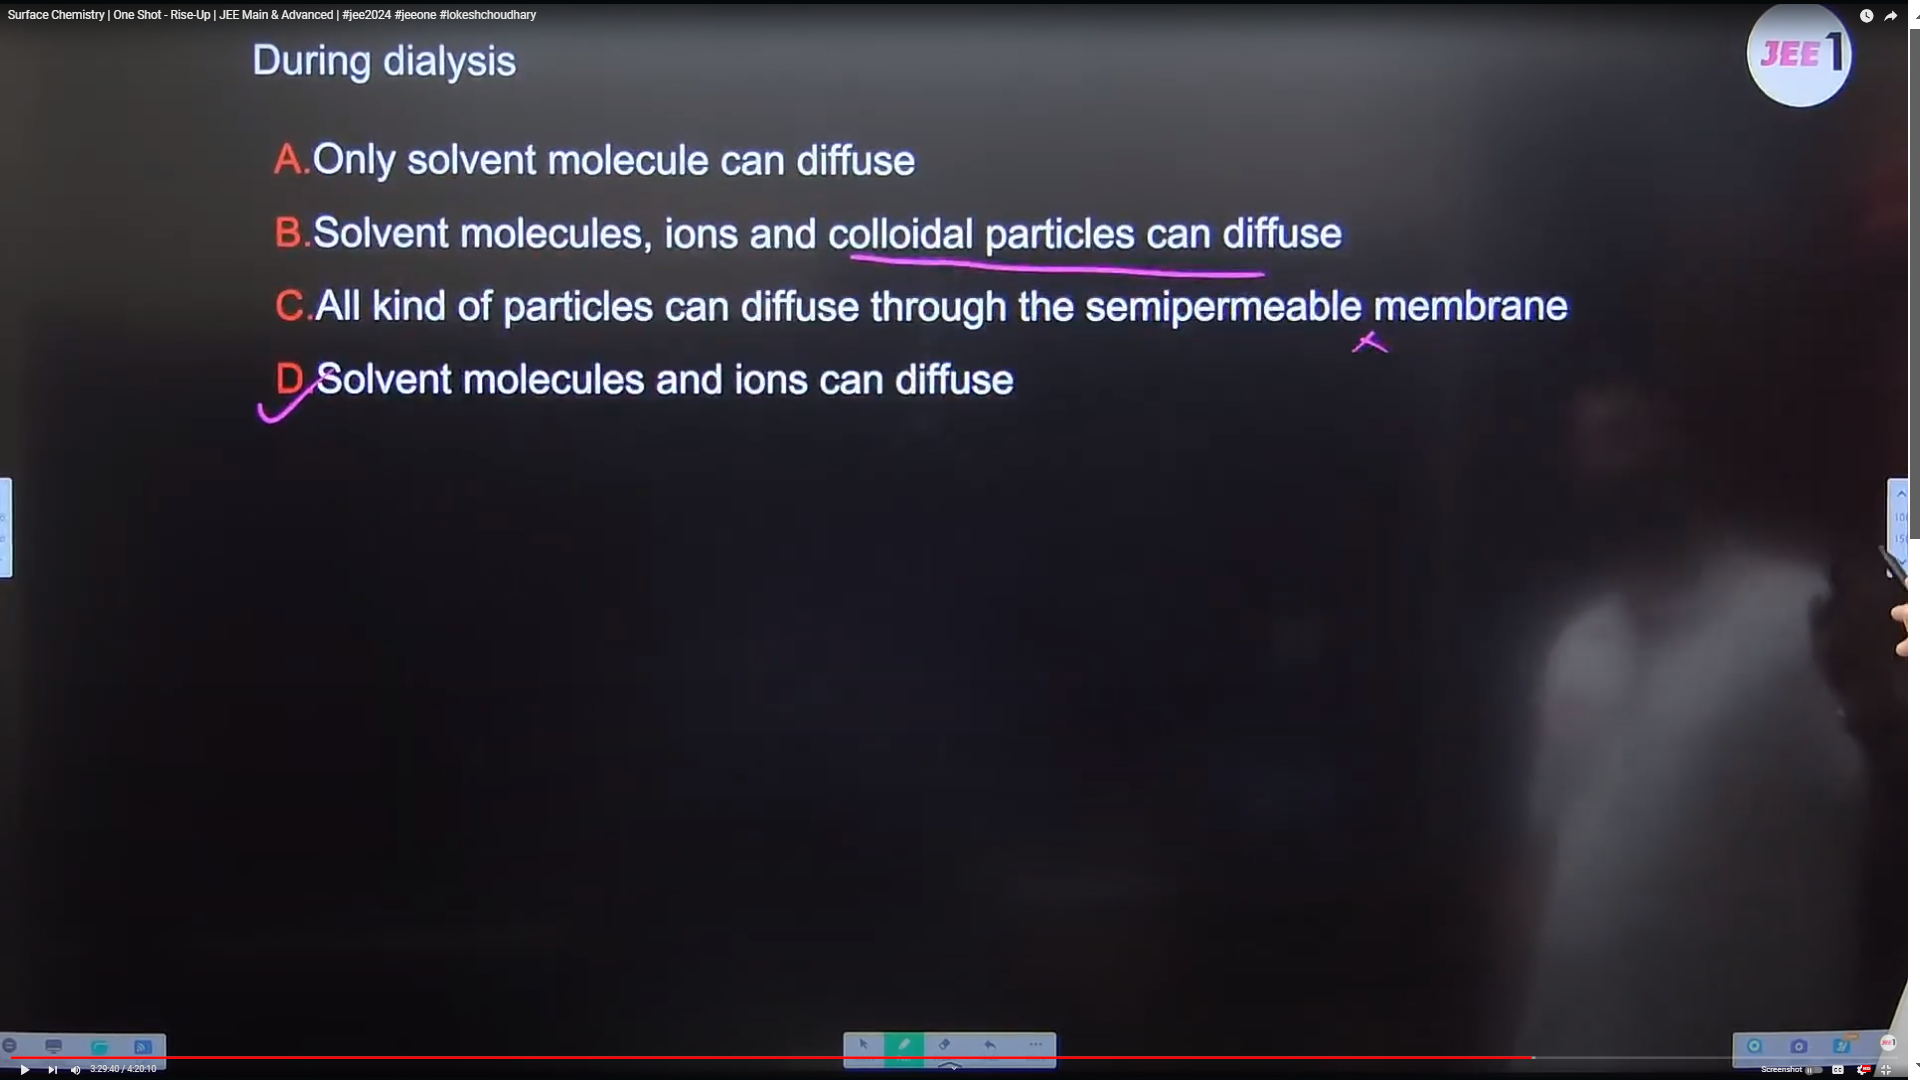 Surface Chemistry | One Shot - Rise-Up | JEE Main & Advanced | #jee2024 #jeeone #lokeshchoudhary
JEE 1
During dialysis
A.Only solvent molecule can diffuse
B.Solvent molecules, ions and colloidal particles can diffuse
C.All kind of particles can diffuse through the semipermeable membrane
D.Solvent molecules and ions can diffuse
3:29:40 / 4:20:10
Screenshot